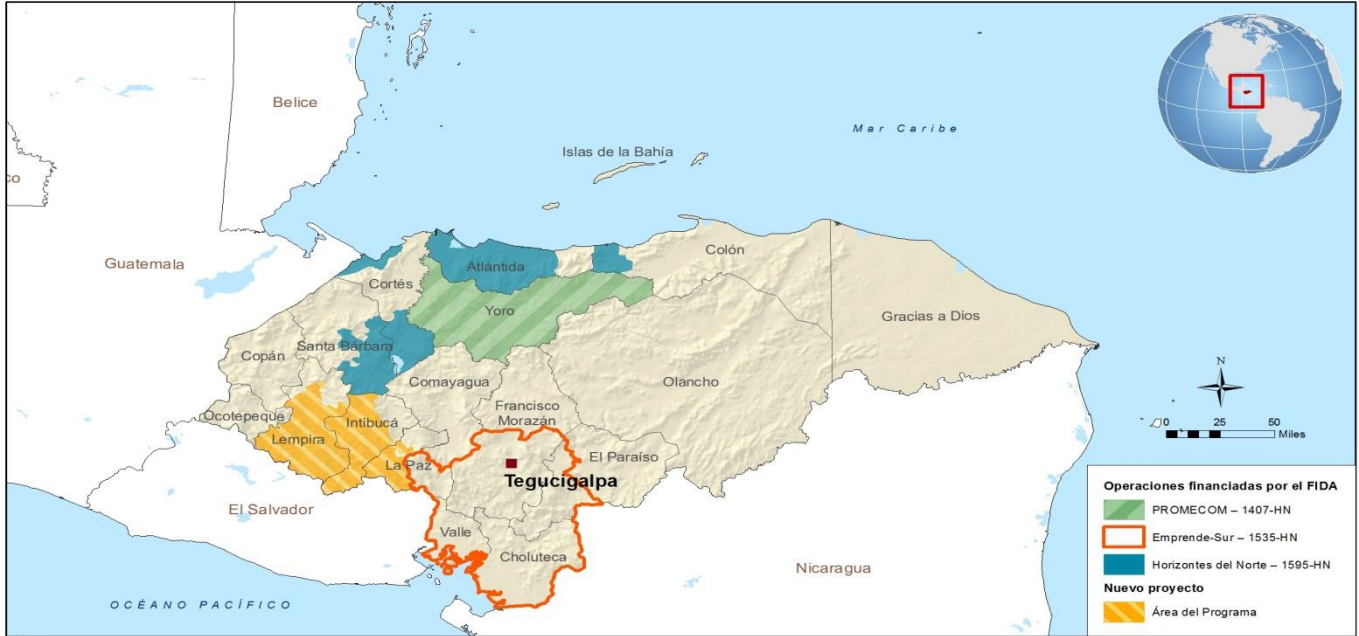 Belice
Mar Caribe
Islas de la Bahía
co
Guatemala
Atlántida
Colón
Cortés
Yoro
Gracias a Dios
Santa Bárbara
Copán
Comayagua
Olancho
Ocotepeque
Intibucá
Francisco
Morazán
Lempira
La Paz
El Paraíso
Tegucigalpa
El Salvador
Valle
Choluteca
Nicaragua
OCÉANO PACÍFICO
N
0 25 50
Miles
Operaciones financiadas por el FIDA
PROMECOM – 1407-HN
Emprende-Sur – 1535-HN
Horizontes del Norte – 1595-HN
Nuevo proyecto
Área del Programa